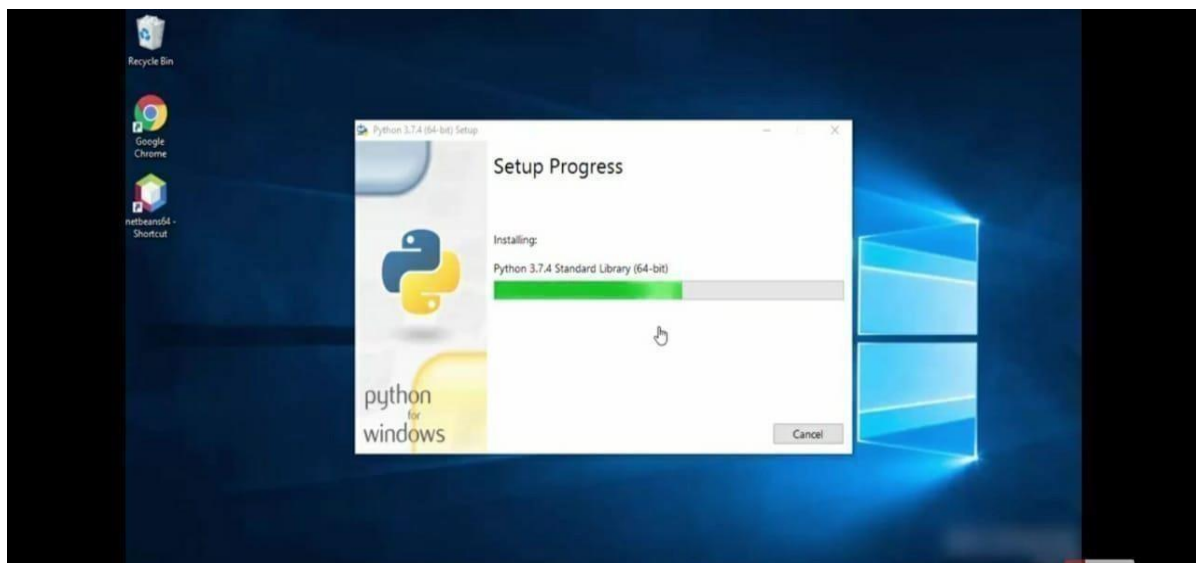 Recycle Bin
Google
Chrome
netbeans64 -
Shortcut
Python 3.7.4 (64-bit) Setup
Setup Progress
Installing:
Python 3.7.4 Standard Library (64-bit)
python
for
windows
Cancel